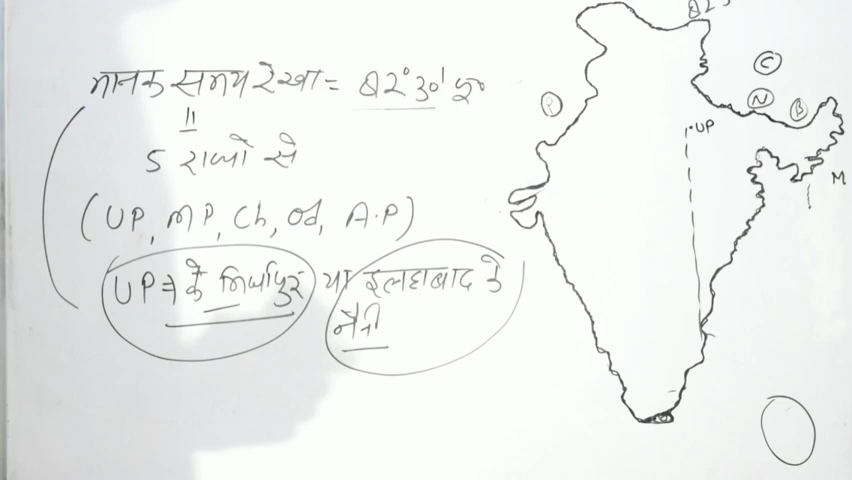 मानक समय रेखा = 82° 30' पू०
॥
5 राज्यों से
(UP, MP, Ch, Od, A.P)
UP ⇒ के मिर्जापुर या इलाहाबाद के
नैनी
C
P
N
B
UP
M